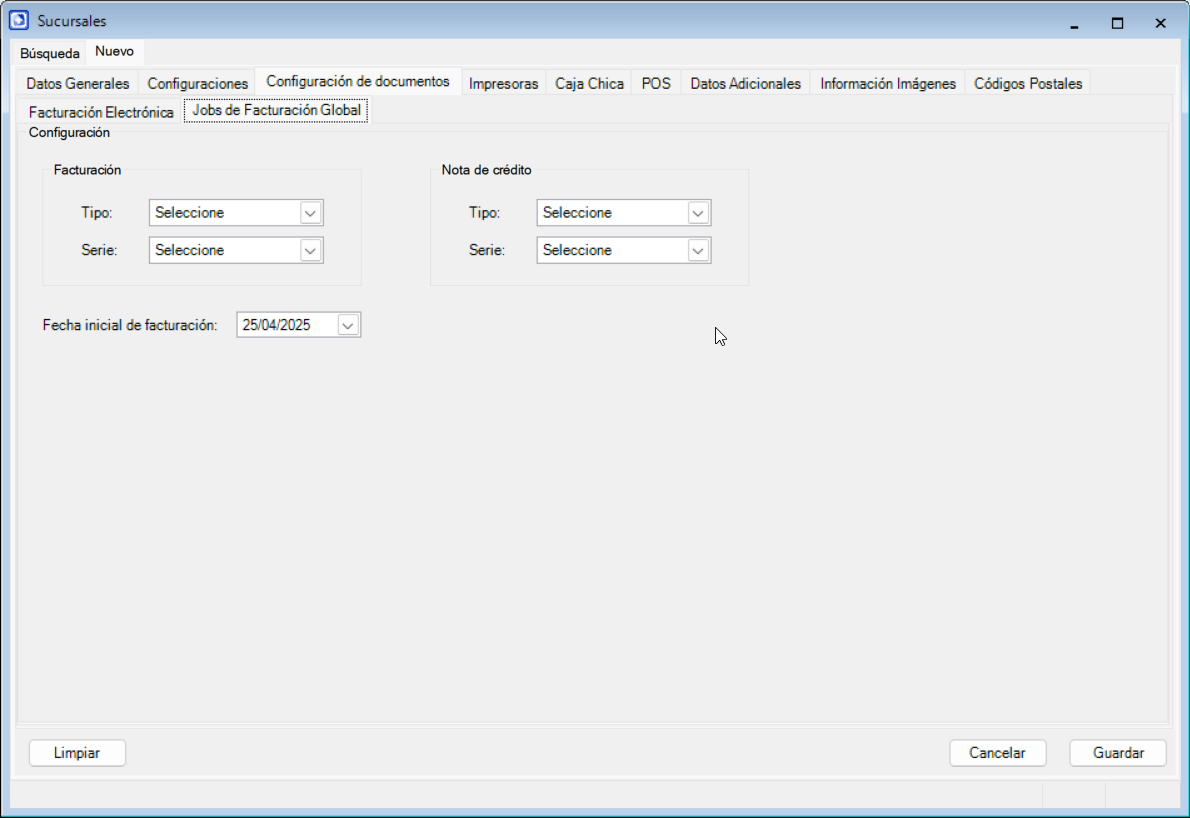 Sucursales
Búsqueda Nuevo
Datos Generales Configuraciones Configuración de documentos Impresoras Caja Chica POS Datos Adicionales Información Imágenes Códigos Postales
Facturación Electrónica Jobs de Facturación Global
Configuración
Facturación Nota de crédito
Tipo: Seleccione Tipo: Seleccione
Serie: Seleccione Serie: Seleccione
Fecha inicial de facturación: 25/04/2025
Limpiar Cancelar Guardar